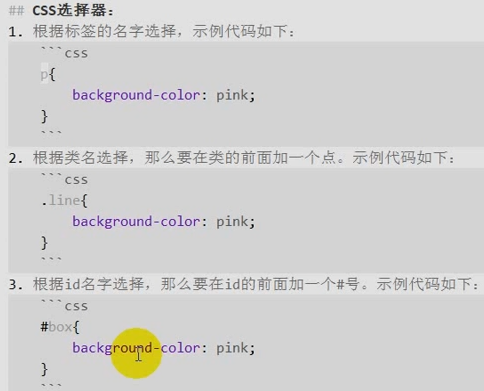 ## CSS选择器：
1. 根据标签的名字选择，示例代码如下：
```css
p{
background-color: pink;
}
```
2. 根据类名选择，那么要在类的前面加一个点。示例代码如下：
```css
.line{
background-color: pink;
}
```
3. 根据id名字选择，那么要在id的前面加一个#号。示例代码如下：
```css
#box{
background-color: pink;
}
```